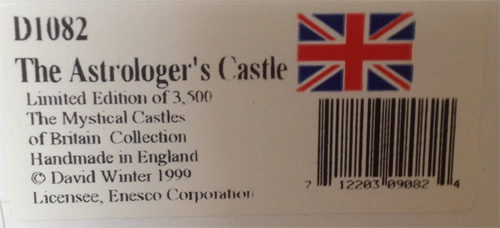 D1082
The Astrologer's Castle
Limited Edition of 3,500
The Mystical Castles
of Britain Collection
Handmade in England
© David Winter 1999
Licensee, Enesco Corporation
7 12203 09082 4